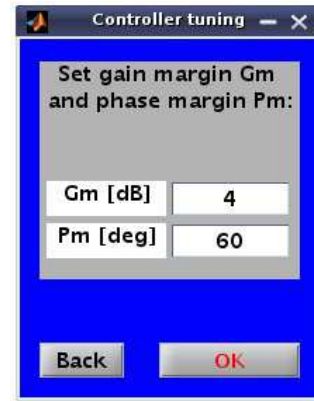 Controller tuning
Set gain margin Gm
and phase margin Pm:
Gm [dB] 4
Pm [deg] 60
Back OK